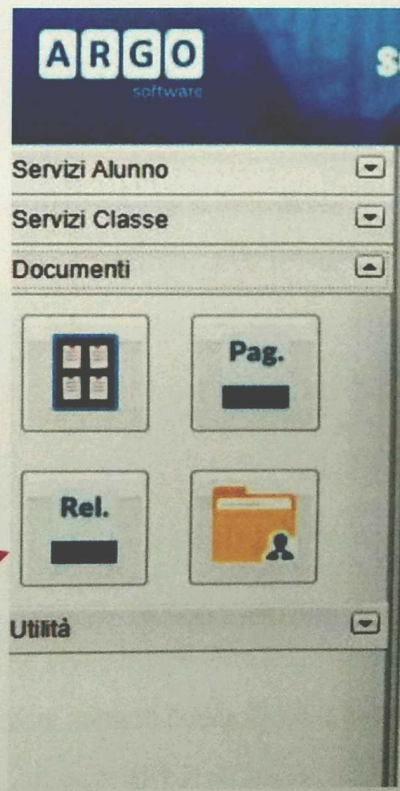 ARGO
software
S
Servizi Alunno
Servizi Classe
Documenti
Pag.
Rel.
Utilità